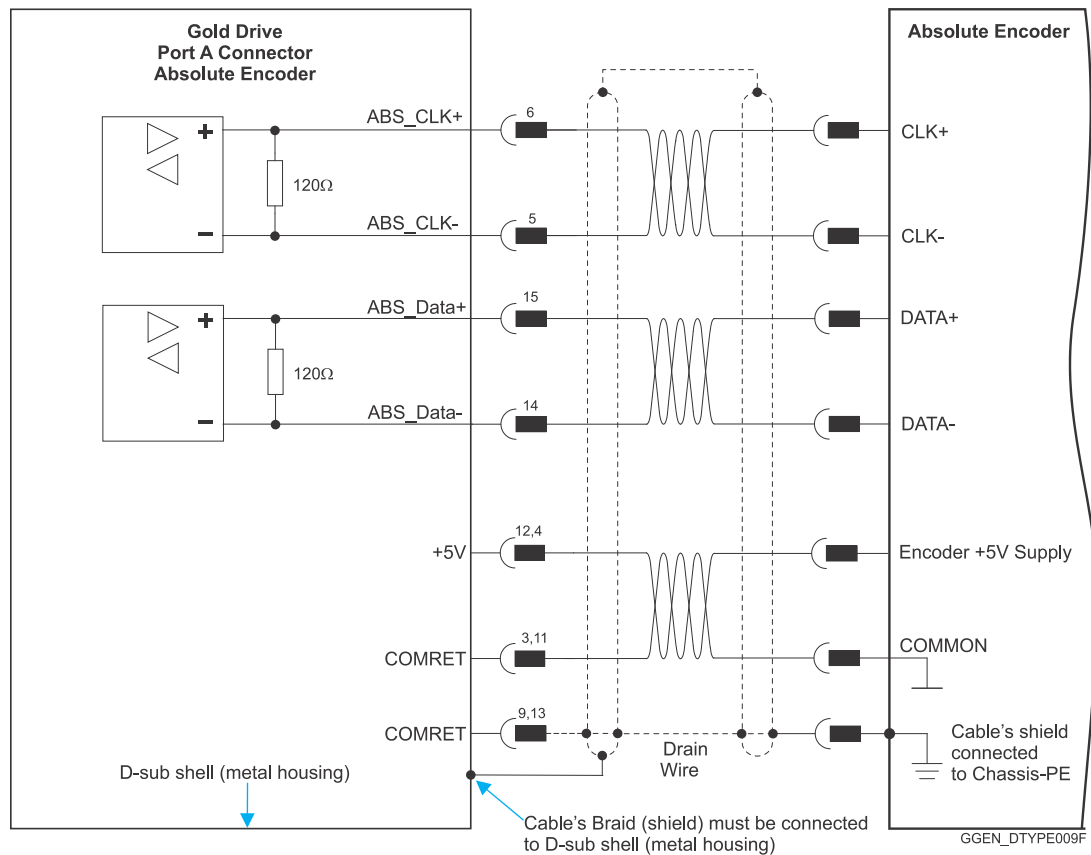 Gold Drive
Port A Connector
Absolute Encoder
Absolute Encoder
ABS_CLK+
6
CLK+
+
120Ω
-
ABS_CLK-
5
CLK-
ABS_Data+
15
DATA+
+
120Ω
-
ABS_Data-
14
DATA-
+5V
12,4
Encoder +5V Supply
COMRET
3,11
COMMON
COMRET
9,13
Drain
Wire
Cable's shield
connected
to Chassis-PE
D-sub shell (metal housing)
Cable's Braid (shield) must be connected
to D-sub shell (metal housing)
GGEN_DTYPE009F